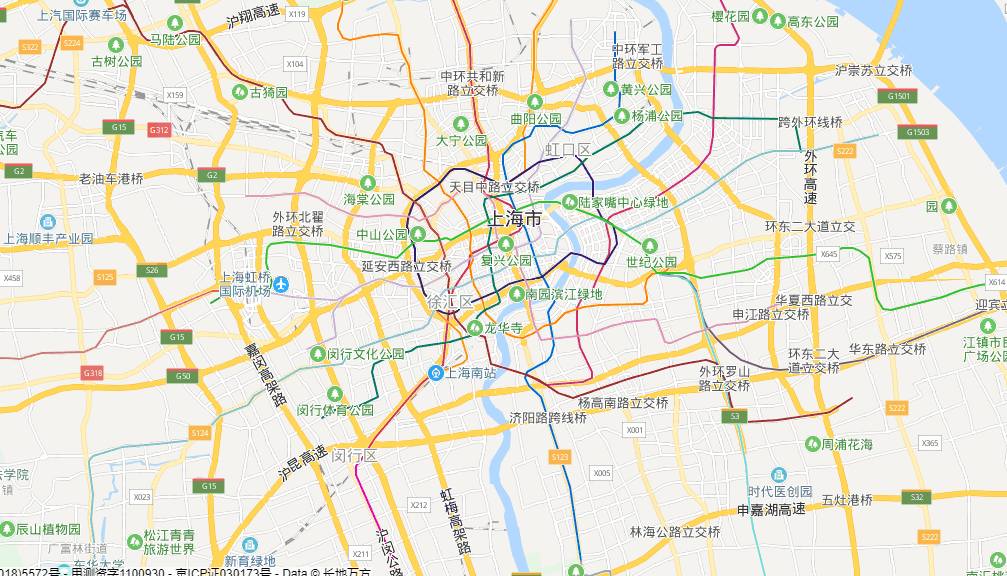 上汽国际赛车场
沪翔高速
X119
樱花园
高东公园
S322
S224
马陆公园
古树公园
中环军工
路立交桥
X104
中环共和新
路立交桥
沪崇苏立交桥
X159
古猗园
黄兴公园
G1501
曲阳公园
杨浦公园
G15
G312
大宁公园
跨外环线桥
G1503
汽车
公园
虹口区
S222
外环高速
G2
老油车港桥
G2
海棠公园
天目中路立交桥
陆家嘴中心绿地
园
上海市
外环北翟
路立交桥
上海顺丰产业园
中山公园
环东二大道立交
蔡路镇
复兴公园
世纪公园
X645
X575
延安西路立交桥
S26
X458
S125
上海虹桥
国际机场
X614
徐汇区
南园滨江绿地
华夏西路立交
申江路立交桥
迎宾
龙华寺
G15
嘉闵高架路
闵行文化公园
江镇市民
广场公园
环东二大
道立交桥
华东路立交桥
G318
G50
上海南站
外环罗山
路立交桥
闵行体育公园
杨高南路立交桥
S222
济阳路跨线桥
S3
S124
X001
X365
周浦花海
闵行区
S123
沪昆高速
X005
学院
镇
G15
时代医创园
X023
X212
虹梅高架路
五灶港桥
S32
申嘉湖高速
辰山植物园
松江青青
旅游世界
沪闵公路
林海公路立交桥
S222
广富林街道
新育绿地
X211
东华大学
018)5572号 - 甲测资字1100930 - 京ICP证030173号 - Data © 长地万方